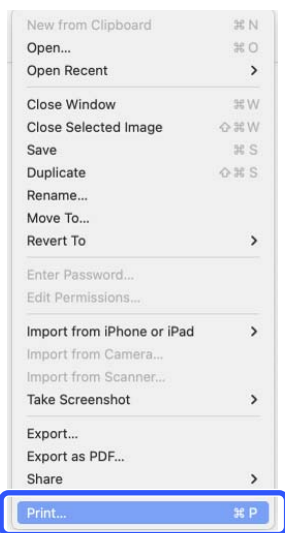 New from Clipboard ⌘ N
Open... ⌘ O
Open Recent >
Close Window ⌘ W
Close Selected Image ⇧ ⌘ W
Save ⌘ S
Duplicate ⇧ ⌘ S
Rename...
Move To...
Revert To >
Enter Password...
Edit Permissions...
Import from iPhone or iPad >
Import from Camera...
Import from Scanner...
Take Screenshot >
Export...
Export as PDF...
Share >
Print... ⌘ P